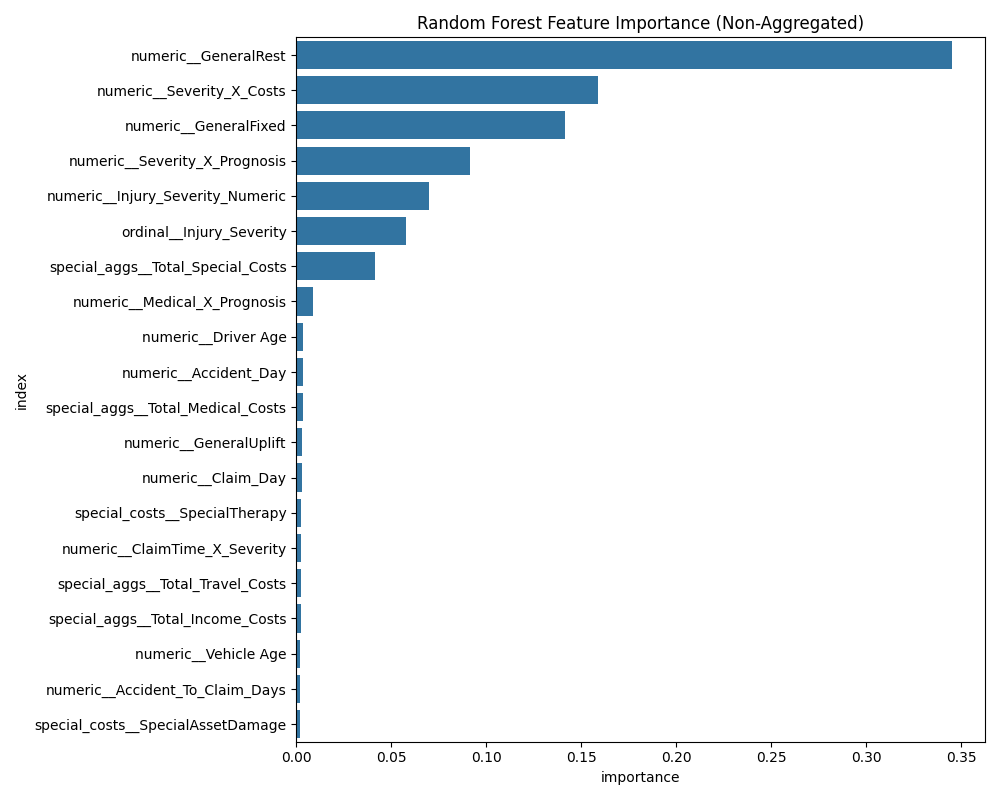 Random Forest Feature Importance (Non-Aggregated)
numeric__GeneralRest
numeric__Severity_X_Costs
numeric__GeneralFixed
numeric__Severity_X_Prognosis
numeric__Injury_Severity_Numeric
ordinal__Injury_Severity
special_aggs__Total_Special_Costs
numeric__Medical_X_Prognosis
numeric__Driver Age
numeric__Accident_Day
special_aggs__Total_Medical_Costs
numeric__GeneralUplift
numeric__Claim_Day
special_costs__SpecialTherapy
numeric__ClaimTime_X_Severity
special_aggs__Total_Travel_Costs
special_aggs__Total_Income_Costs
numeric__Vehicle Age
numeric__Accident_To_Claim_Days
special_costs__SpecialAssetDamage
index
0.00 0.05 0.10 0.15 0.20 0.25 0.30 0.35
importance